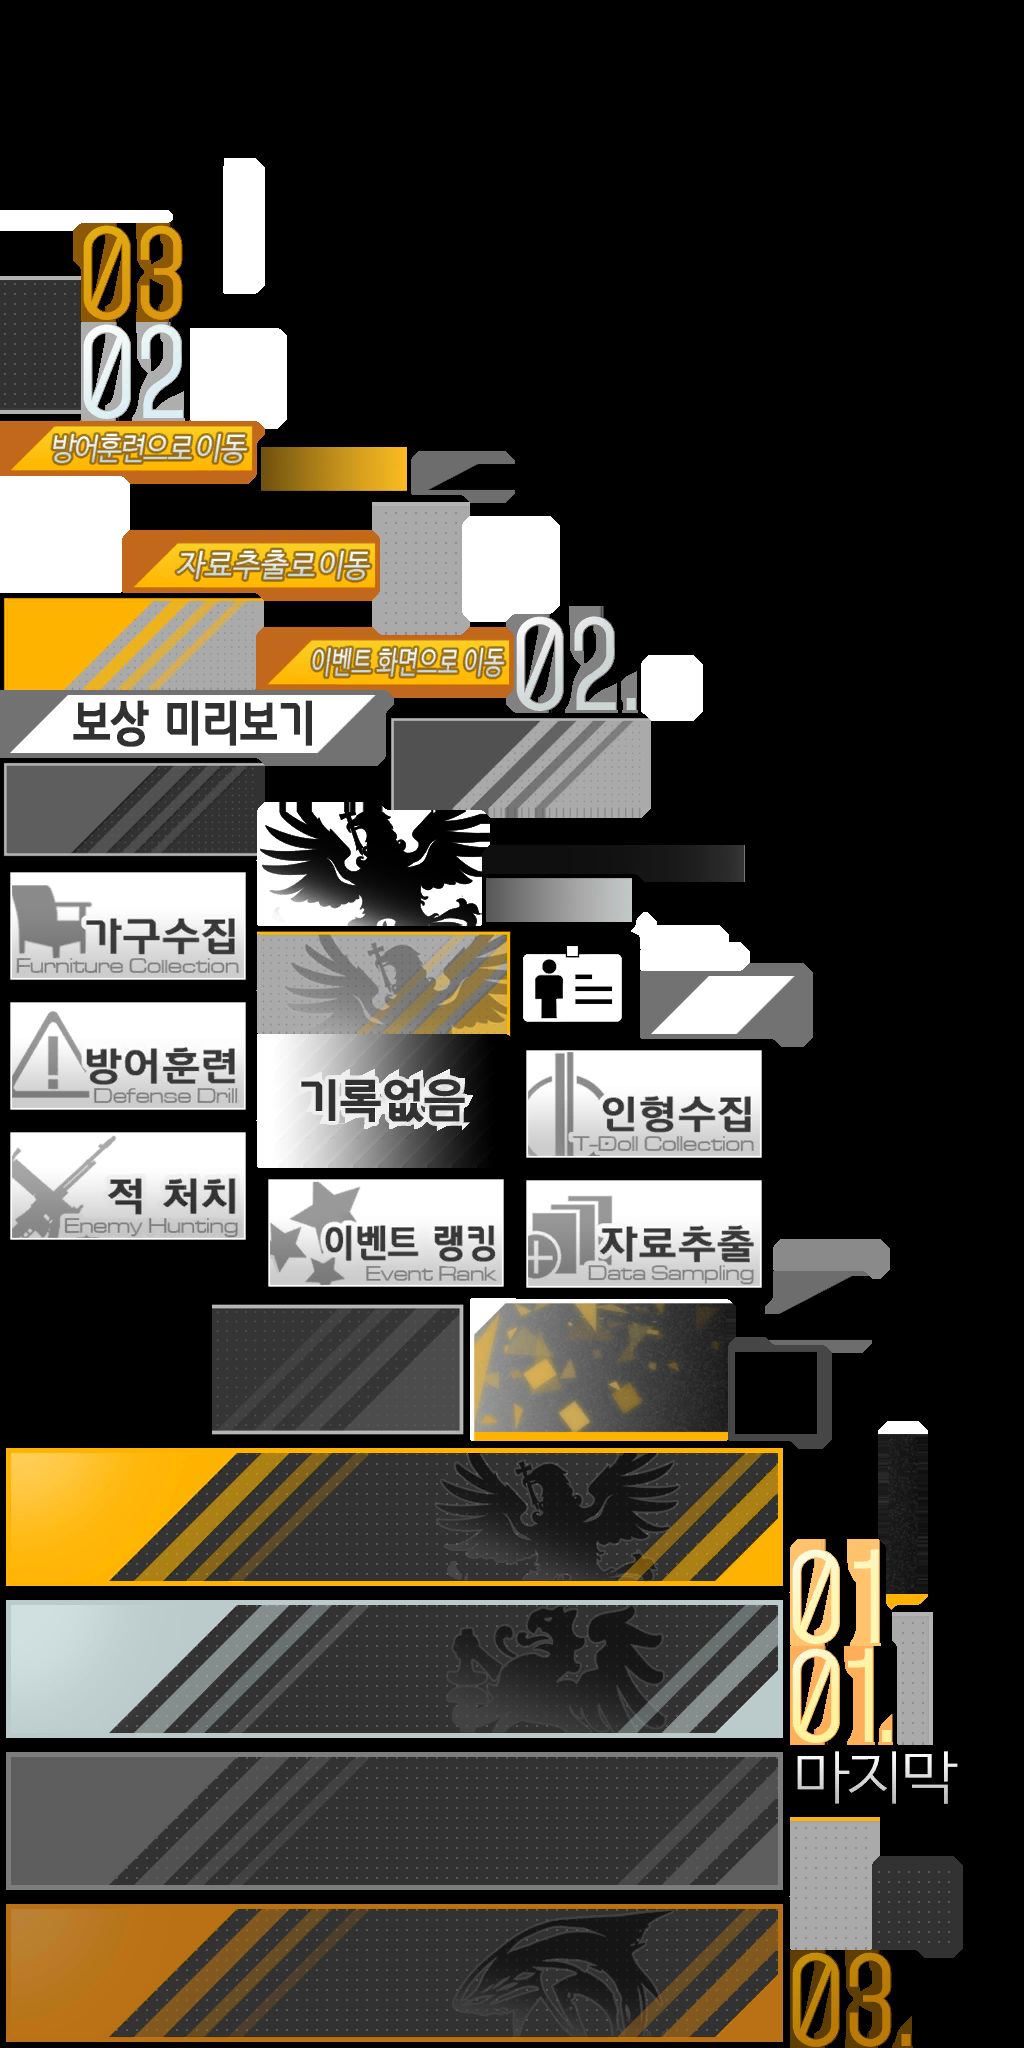 03
02
방어훈련으로 이동
자료추출로 이동
이벤트 화면으로 이동
02.
보상 미리보기
가구수집
Furniture Collection
방어훈련
Defense Drill
기록없음
인형수집
T-Doll Collection
적 처치
Enemy Hunting
이벤트 랭킹
Event Rank
자료추출
Data Sampling
01
01.
마지막
03.